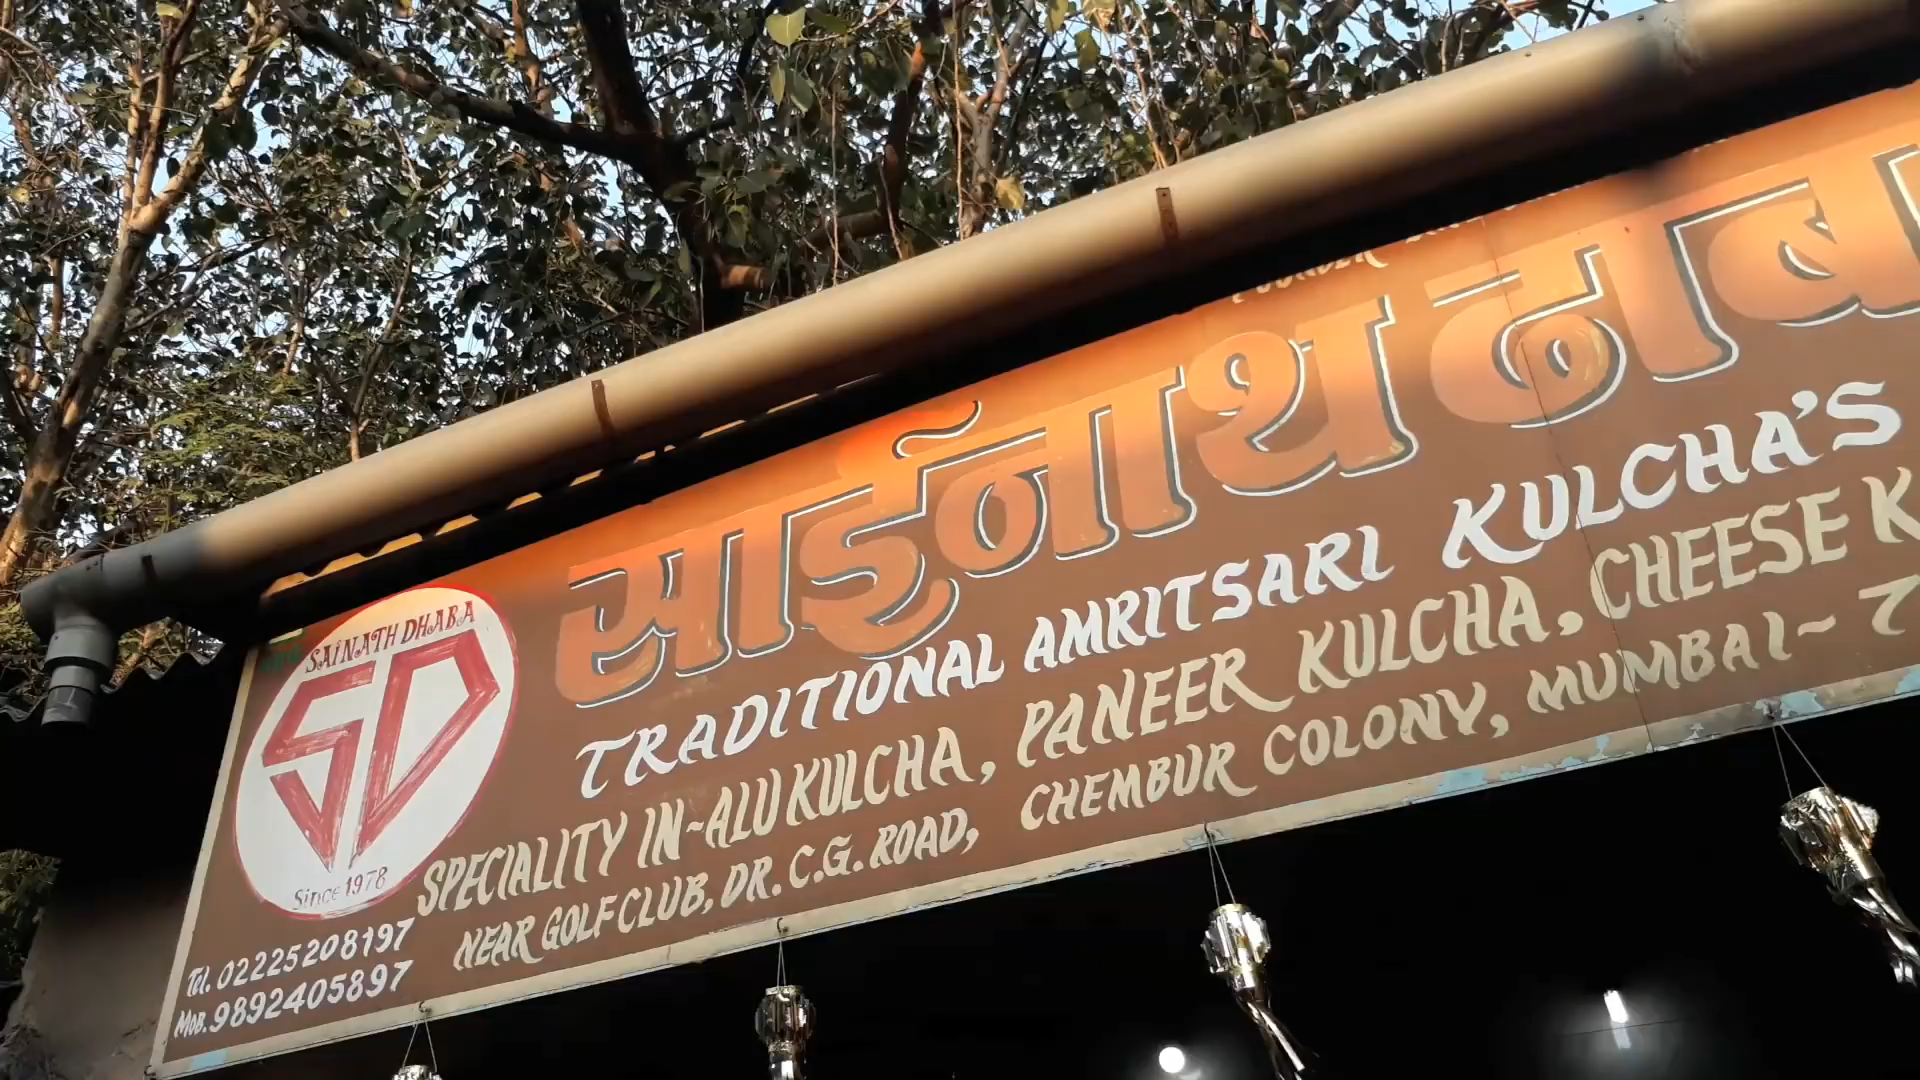 साईनाथ
TRADITIONAL AMRITSARI KULCHA'S
SPECIALITY IN~ALU KULCHA, PANEER KULCHA, CHEESE
NEAR GOLF CLUB, DR. C.G. ROAD, CHEMBUR COLONY, MUMBAI~
SAINATH DHABA
SD
Since 1978
Tel. 02225208197
MOB. 9892405897